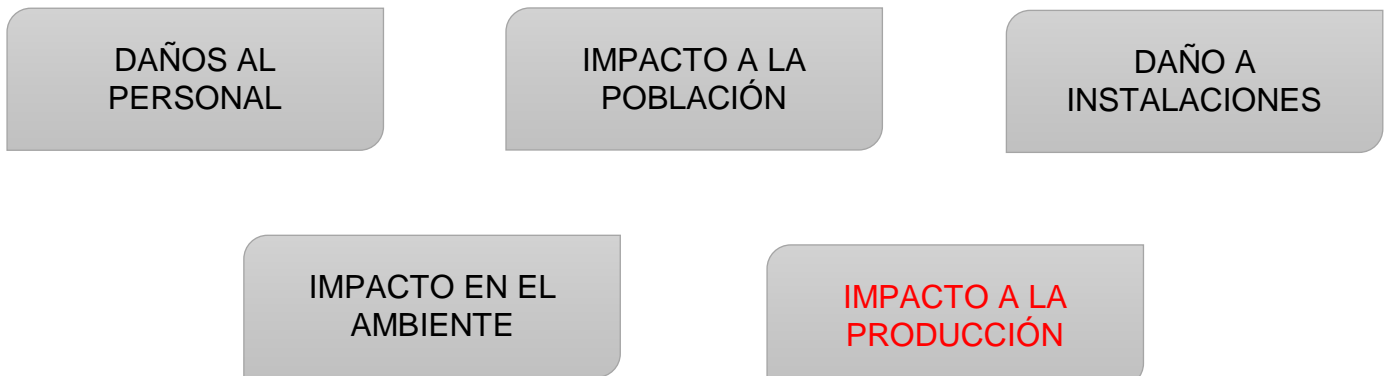 DAÑOS AL
PERSONAL
IMPACTO A LA
POBLACIÓN
DAÑO A
INSTALACIONES
IMPACTO EN EL
AMBIENTE
IMPACTO A LA
PRODUCCIÓN